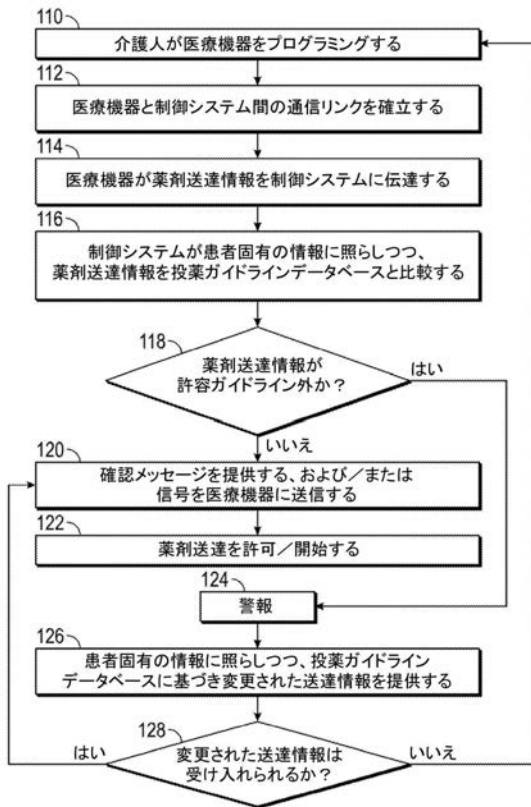 110
介護人が医療機器をプログラミングする
112
医療機器と制御システム間の通信リンクを確立する
114
医療機器が薬剤送達情報を制御システムに伝達する
116
制御システムが患者固有の情報に照らしつつ、
薬剤送達情報を投薬ガイドラインデータベースと比較する
118
薬剤送達情報が
許容ガイドライン外か？
はい
いいえ
120
確認メッセージを提供する、および／または
信号を医療機器に送信する
122
薬剤送達を許可／開始する
124
警報
126
患者固有の情報に照らしつつ、投薬ガイドライン
データベースに基づき変更された送達情報を提供する
128
はい
変更された送達情報は
受け入れられるか？
いいえ